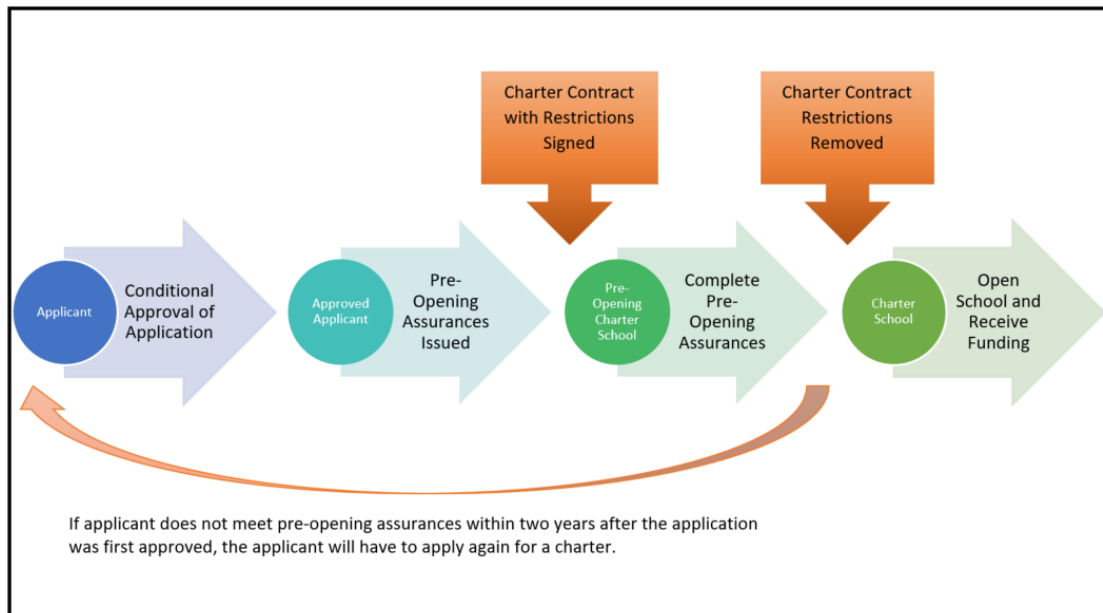 Charter Contract
with Restrictions
Signed
Charter Contract
Restrictions
Removed
Applicant
Conditional
Approval of
Application
Approved
Applicant
Pre-
Opening
Assurances
Issued
Pre-
Opening
Charter
School
Complete
Pre-
Opening
Assurances
Charter
School
Open
School and
Receive
Funding
If applicant does not meet pre-opening assurances within two years after the application
was first approved, the applicant will have to apply again for a charter.